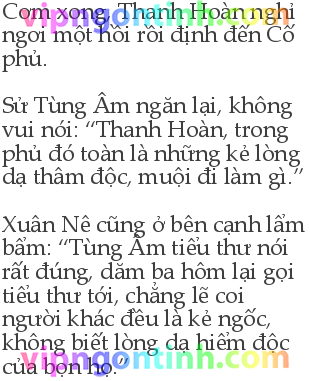 Cơm xong, Thanh Hoàn nghỉ
ngơi một hồi rồi định đến Cố
phủ.
Sử Tùng Âm ngăn lại, không
vui nói: “Thanh Hoàn, trong
phủ đó toàn là những kẻ lòng
dạ thâm độc, muội đi làm gì.”
Xuân Nê cũng ở bên cạnh lẩm
bẩm: “Tùng Âm tiểu thư nói
rất đúng, dăm ba hôm lại gọi
tiểu thư tới, chẳng lẽ coi
người khác đều là kẻ ngốc,
không biết lòng dạ hiểm độc
của bọn họ.”
vipngontinh.com
vipngontinh.com